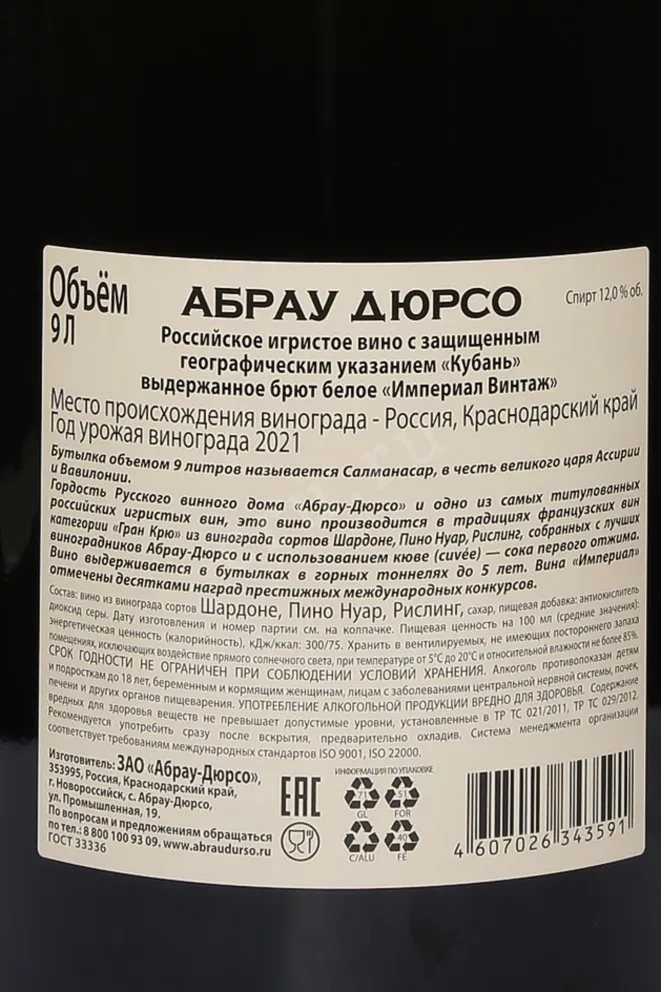 Объём
9 Л
АБРАУ ДЮРСО
Спирт 12,0 % об.
Российское игристое вино с защищенным
географическим указанием «Кубань»
выдержанное брют белое «Империал Винтаж»
Место происхождения винограда - Россия, Краснодарский край
Год урожая винограда 2021
Бутылка объемом 9 литров называется Салманасар, в честь великого царя Ассирии
и Вавилонии.
Гордость Русского винного дома «Абрау-Дюрсо» и одно из самых титулованных
российских игристых вин, это вино производится в традициях французских вин
категории «Гран Крю» из винограда сортов Шардоне, Пино Нуар, Рислинг, собранных с лучших
виноградников Абрау-Дюрсо и с использованием кюве (cuvée) — сока первого отжима.
Вино выдерживается в бутылках в горных тоннелях до 5 лет. Вина «Империал»
отмечены десятками наград престижных международных конкурсов.
Состав: вино из винограда сортов Шардоне, Пино Нуар, Рислинг, сахар, пищевая добавка: антиокислитель
диоксид серы. Дату изготовления и номер партии см. на колпачке. Пищевая ценность на 100 мл (средние значения):
энергетическая ценность (калорийность), кДж/ккал: 300/75. Хранить в вентилируемых, не имеющих постороннего запаха
помещениях, исключающих воздействие прямого солнечного света, при температуре от 5°С до 20°С и относительной влажности не более 85%.
СРОК ГОДНОСТИ НЕ ОГРАНИЧЕН ПРИ СОБЛЮДЕНИИ УСЛОВИЙ ХРАНЕНИЯ. Алкоголь противопоказан детям
и подросткам до 18 лет, беременным и кормящим женщинам, лицам с заболеваниями центральной нервной системы, почек,
печени и других органов пищеварения. УПОТРЕБЛЕНИЕ АЛКОГОЛЬНОЙ ПРОДУКЦИИ ВРЕДНО ДЛЯ ЗДОРОВЬЯ. Содержание
вредных для здоровья веществ не превышает допустимые уровни, установленные в ТР ТС 021/2011, ТР ТС 029/2012.
Рекомендуется употребить сразу после вскрытия, предварительно охладив. Система менеджмента организации
соответствует требованиям международных стандартов ISO 9001, ISO 22000.
Изготовитель: ЗАО «Абрау-Дюрсо»,
353995, Россия, Краснодарский край,
г. Новороссийск, с. Абрау-Дюрсо,
ул. Промышленная, 19.
По вопросам и предложениям обращаться
по тел.: 8 800 100 93 09. www.abraudurso.ru
ГОСТ 33336
EAC
ИНФОРМАЦИЯ ПО УПАКОВКЕ
71 51
GL FOR
41 40
C/ALU FE
4 607026 343591